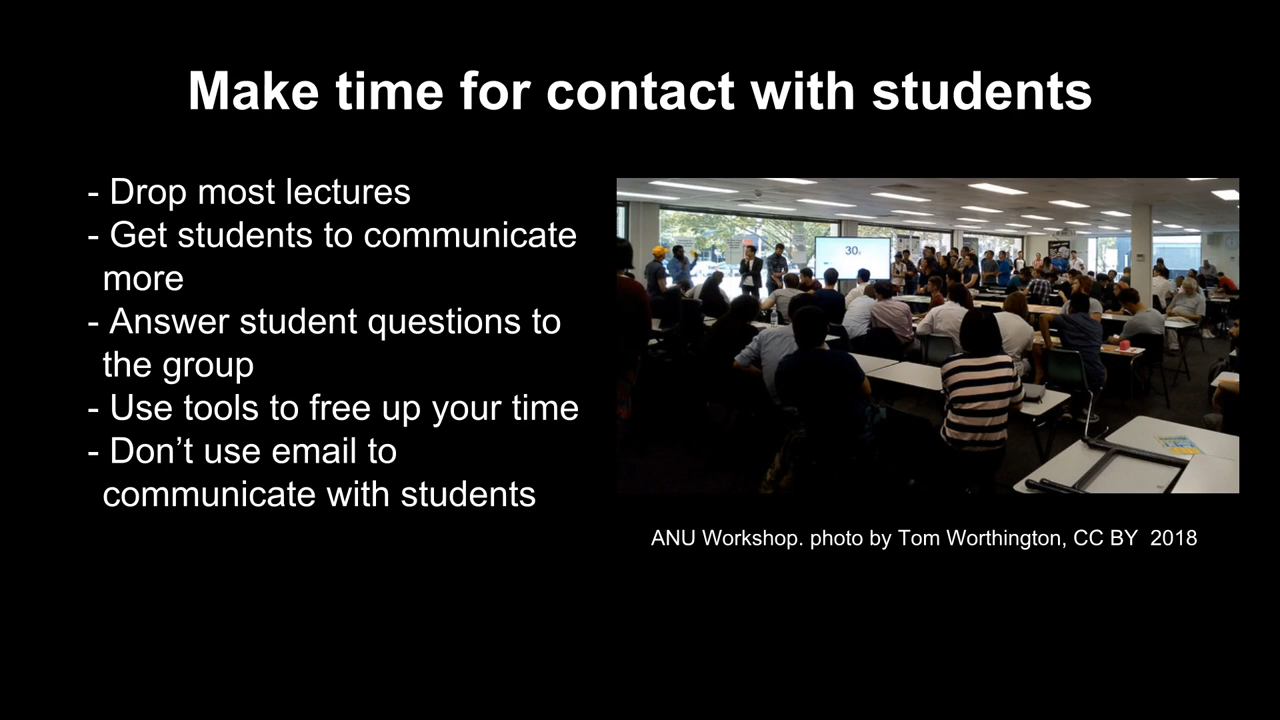 Make time for contact with students
- Drop most lectures
- Get students to communicate
more
- Answer student questions to
the group
- Use tools to free up your time
- Don’t use email to
communicate with students
30
ANU Workshop. photo by Tom Worthington, CC BY  2018